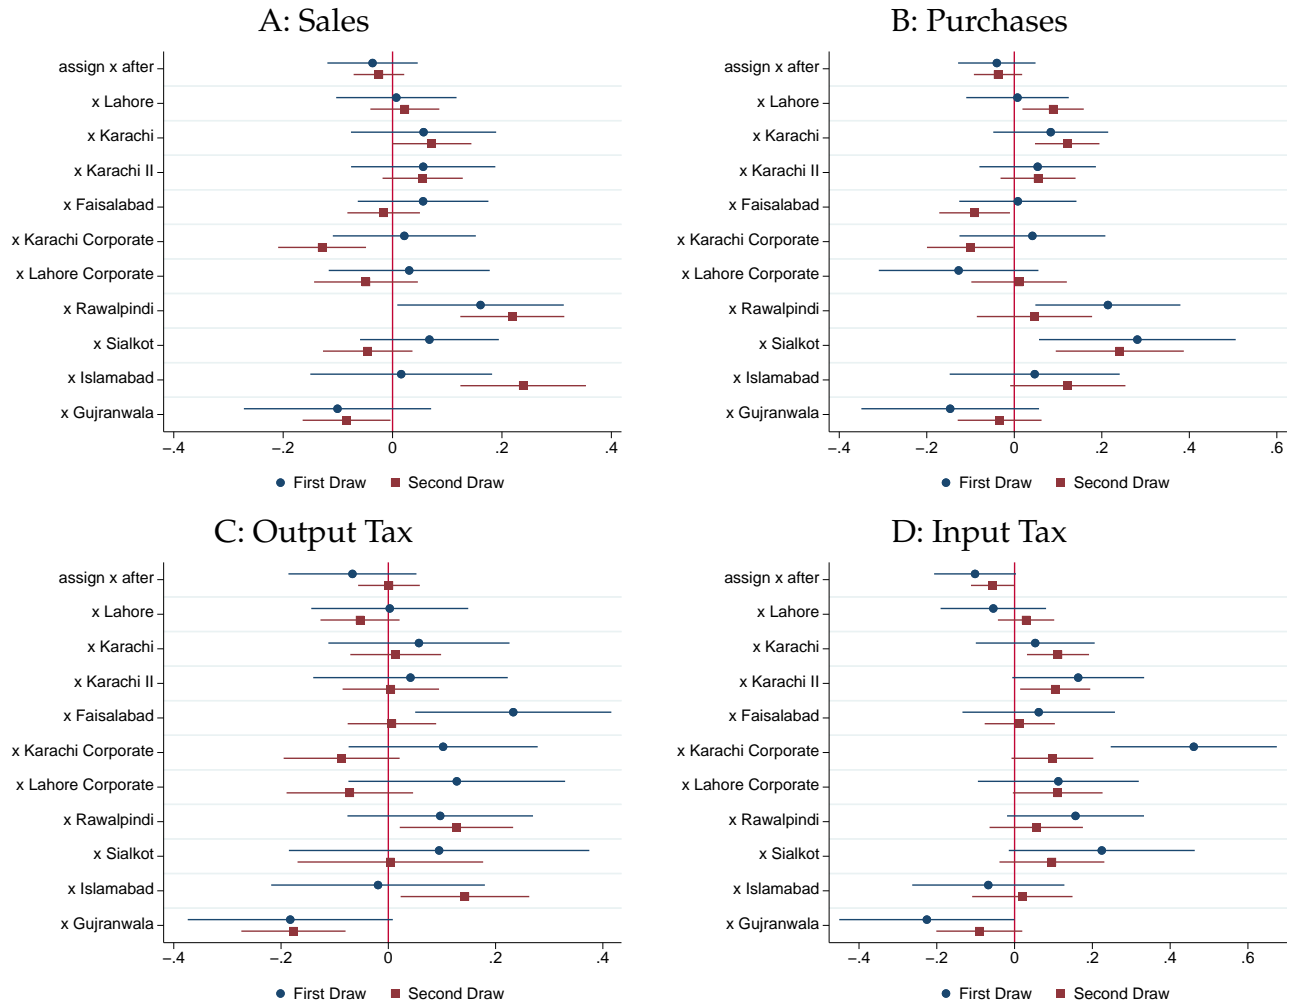 A: Sales
assign x after
x Lahore
x Karachi
x Karachi II
x Faisalabad
x Karachi Corporate
x Lahore Corporate
x Rawalpindi
x Sialkot
x Islamabad
x Gujranwala
−.4 −.2 0 .2 .4
First Draw Second Draw
B: Purchases
assign x after
x Lahore
x Karachi
x Karachi II
x Faisalabad
x Karachi Corporate
x Lahore Corporate
x Rawalpindi
x Sialkot
x Islamabad
x Gujranwala
−.4 −.2 0 .2 .4 .6
First Draw Second Draw
C: Output Tax
assign x after
x Lahore
x Karachi
x Karachi II
x Faisalabad
x Karachi Corporate
x Lahore Corporate
x Rawalpindi
x Sialkot
x Islamabad
x Gujranwala
−.4 −.2 0 .2 .4
First Draw Second Draw
D: Input Tax
assign x after
x Lahore
x Karachi
x Karachi II
x Faisalabad
x Karachi Corporate
x Lahore Corporate
x Rawalpindi
x Sialkot
x Islamabad
x Gujranwala
−.4 −.2 0 .2 .4 .6
First Draw Second Draw